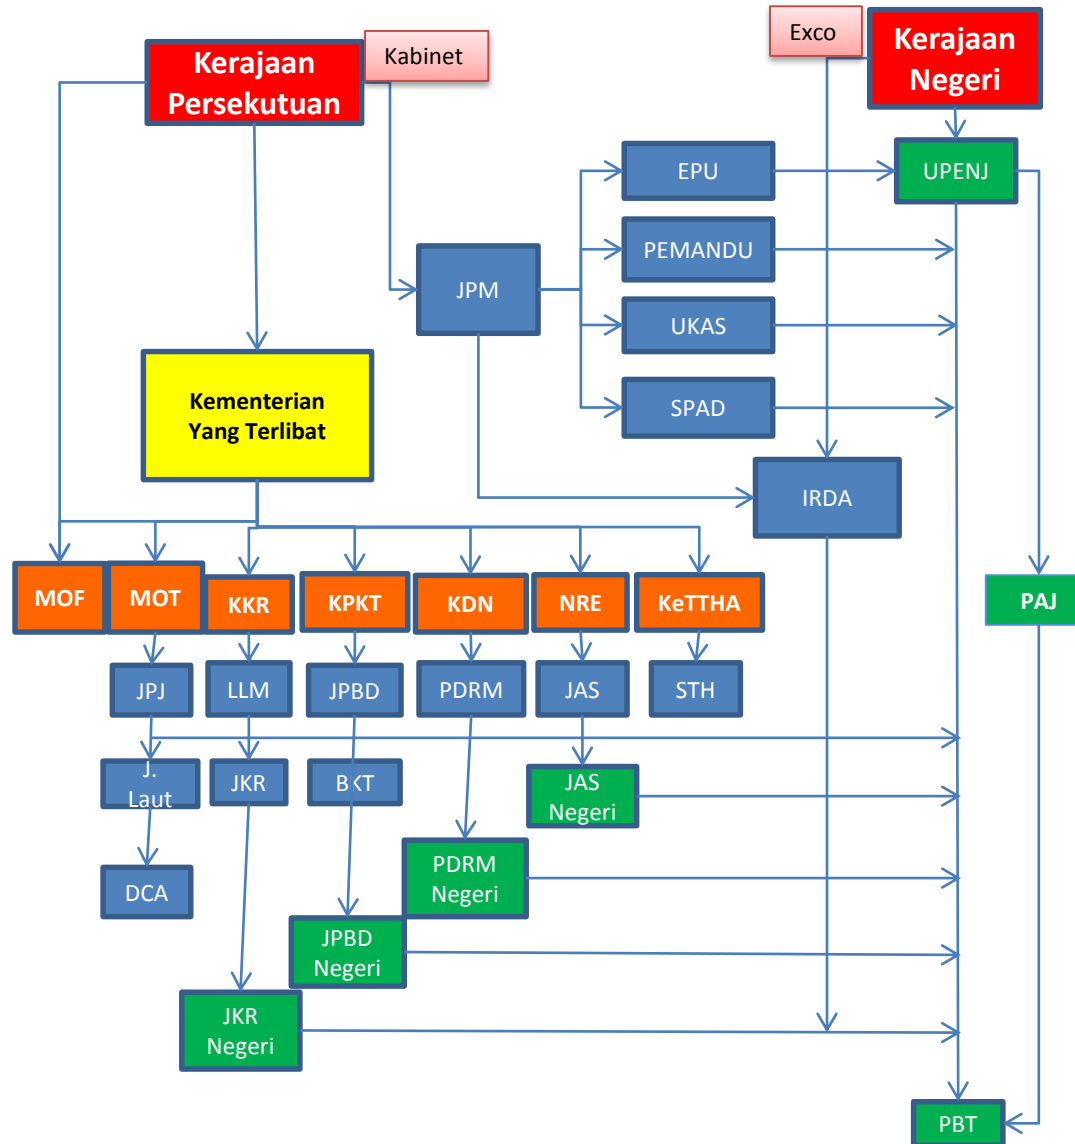 Kerajaan
Persekutuan
Kabinet
Exco
Kerajaan
Negeri
EPU
UPENJ
PEMANDU
JPM
UKAS
SPAD
Kementerian
Yang Terlibat
IRDA
MOF
MOT
KKR
KPKT
KDN
NRE
KeTTHA
PAJ
JPJ
LLM
JPBD
PDRM
JAS
STH
J.
Laut
JKR
BKT
JAS
Negeri
DCA
PDRM
Negeri
JPBD
Negeri
JKR
Negeri
PBT